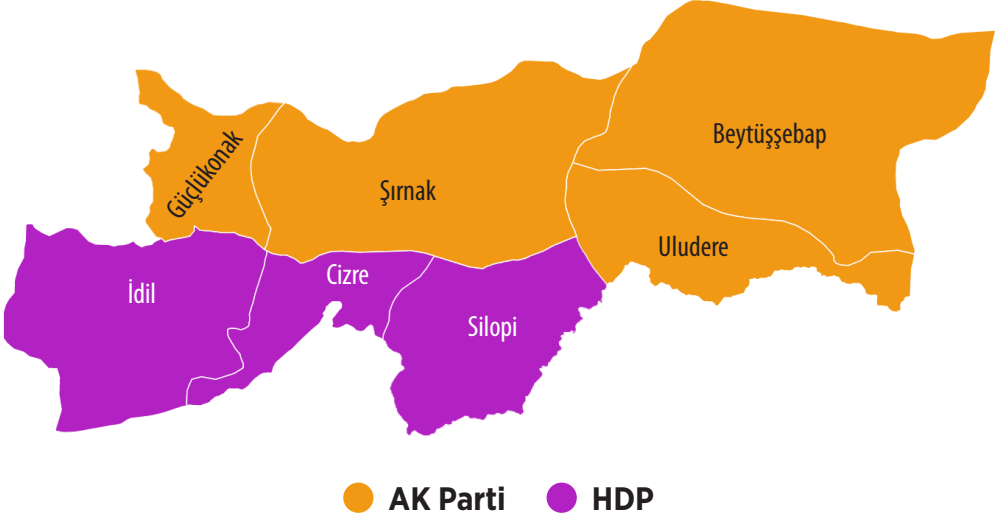 Beytüşşebap
Güçlükonak
Şırnak
Uludere
İdil
Cizre
Silopi
AK Parti
HDP